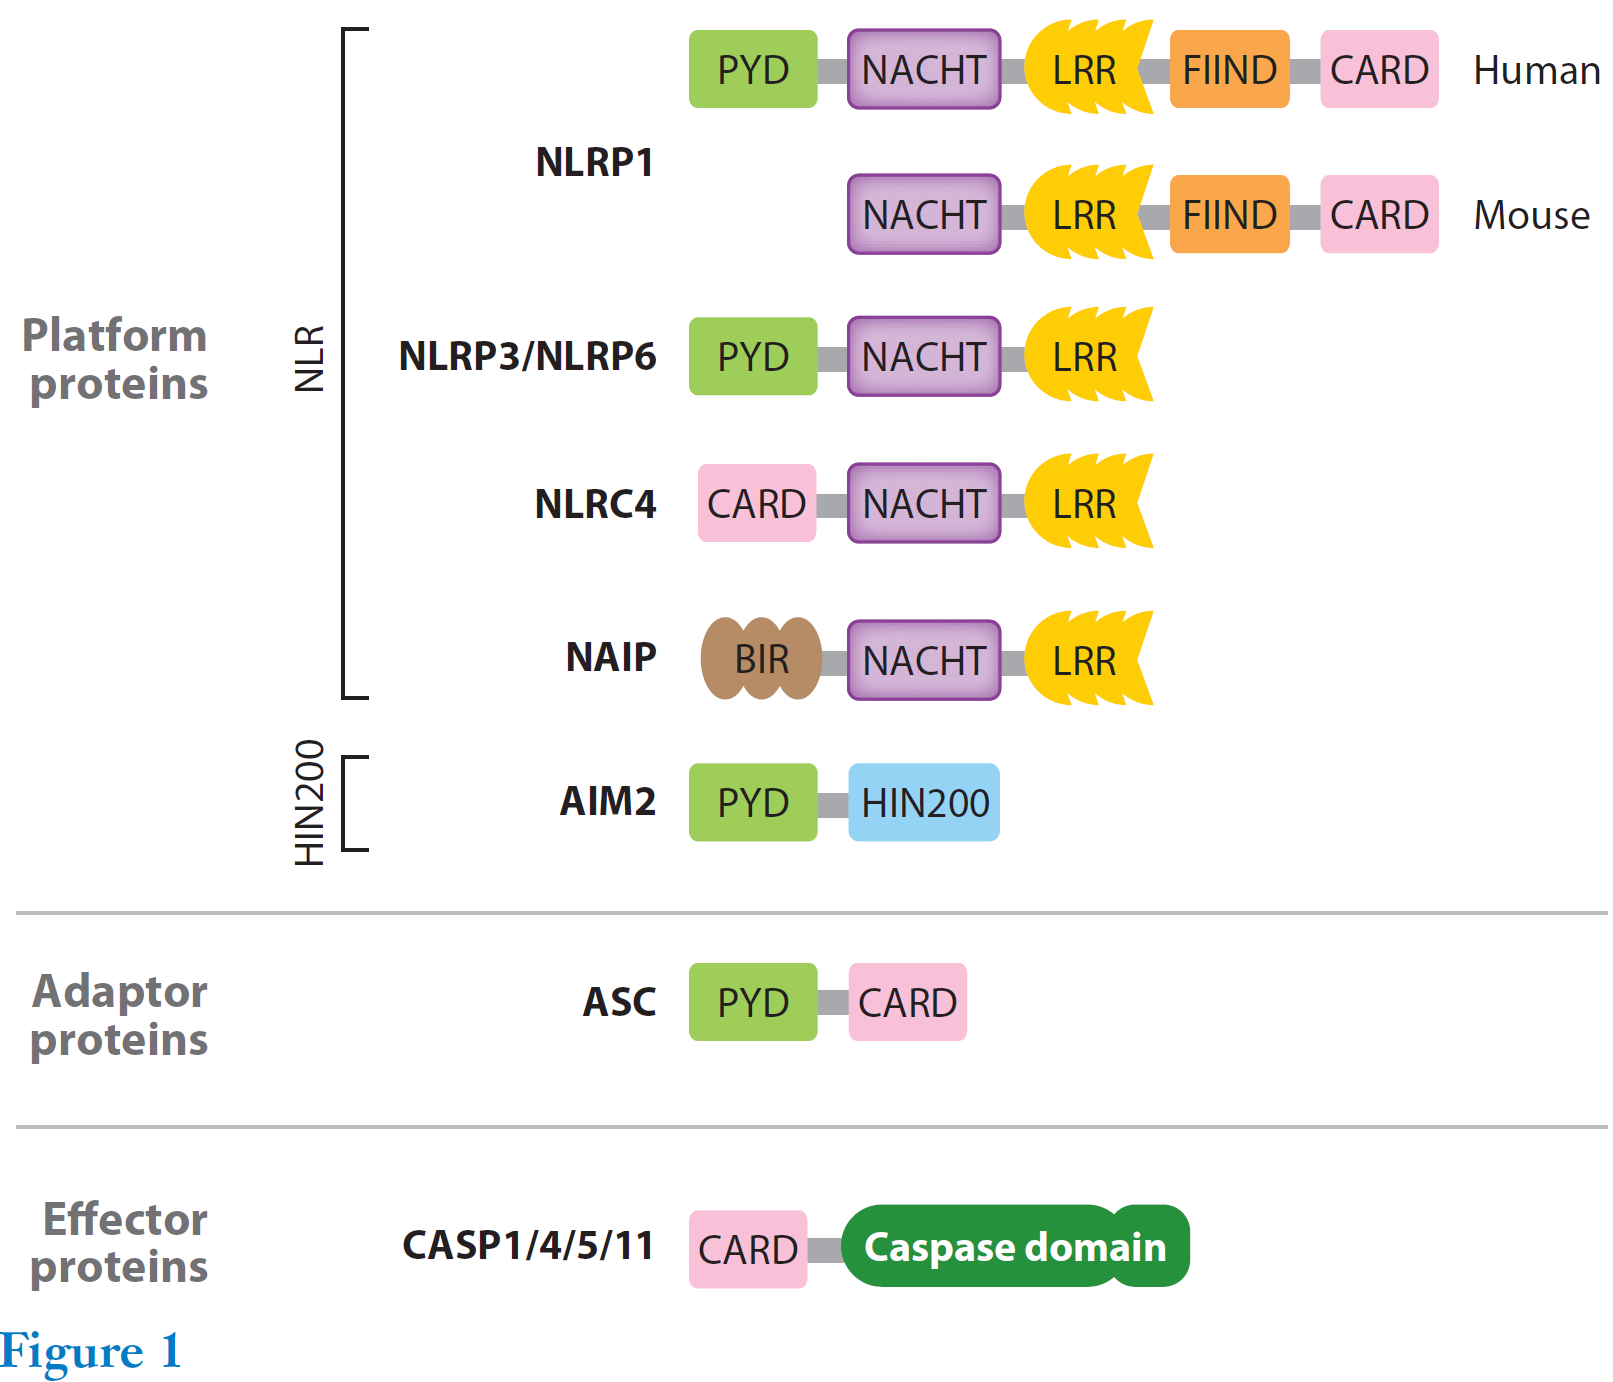 PYD NACHT LRR FIIND CARD Human
NLRP1
NACHT LRR FIIND CARD Mouse
Platform
proteins
NLR
NLRP3/NLRP6 PYD NACHT LRR
NLRC4 CARD NACHT LRR
NAIP BIR NACHT LRR
HIN200
AIM2 PYD HIN200
Adaptor
proteins
ASC PYD CARD
Effector
proteins
CASP1/4/5/11 CARD Caspase domain
Figure 1